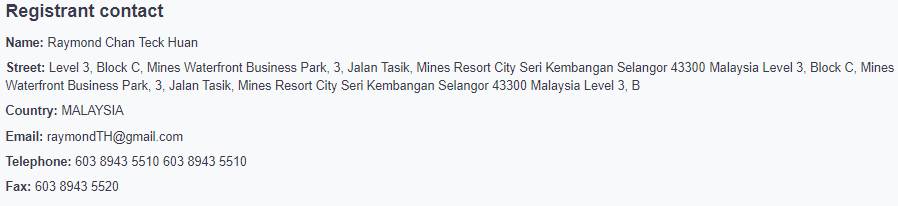 Registrant contact
Name: Raymond Chan Teck Huan
Street: Level 3, Block C, Mines Waterfront Business Park, 3, Jalan Tasik, Mines Resort City Seri Kembangan Selangor 43300 Malaysia Level 3, Block C, Mines
Waterfront Business Park, 3, Jalan Tasik, Mines Resort City Seri Kembangan Selangor 43300 Malaysia Level 3, B
Country: MALAYSIA
Email: raymondTH@gmail.com
Telephone: 603 8943 5510 603 8943 5510
Fax: 603 8943 5520